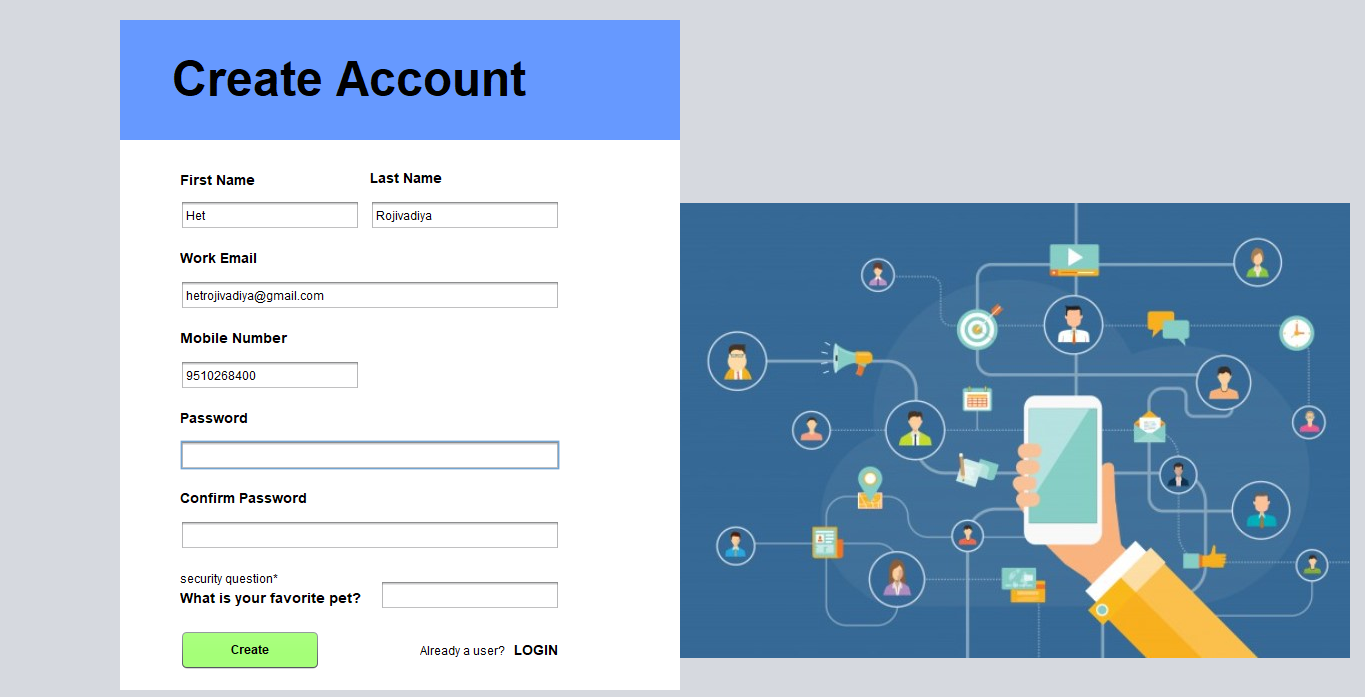 Create Account
First Name
Last Name
Het
Rojivadiya
Work Email
hetrojivadiya@gmail.com
Mobile Number
9510268400
Password
Confirm Password
security question*
What is your favorite pet?
Create
Already a user? LOGIN